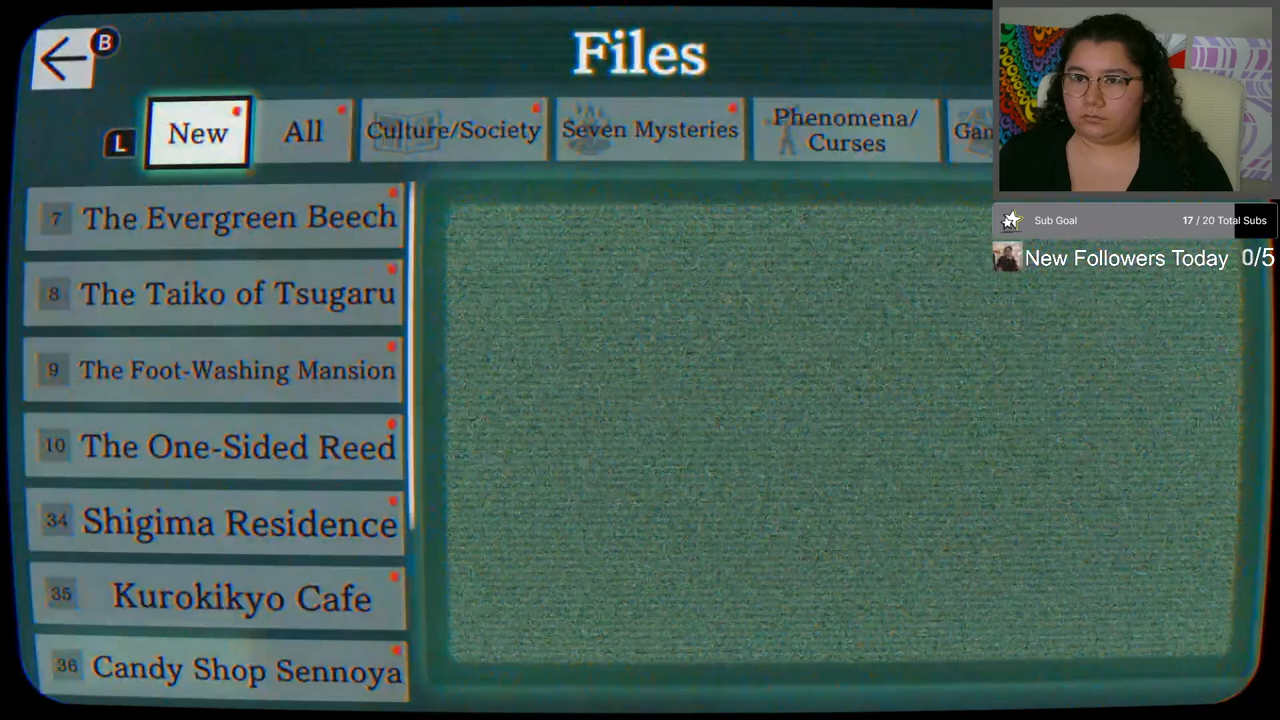 B
Files
L
New
All
Culture/Society
Seven Mysteries
Phenomena/
Curses
7 The Evergreen Beech
8 The Taiko of Tsugaru
9 The Foot-Washing Mansion
10 The One-Sided Reed
34 Shigima Residence
35 Kurokikyo Cafe
36 Candy Shop Sennoya
Sub Goal
17 / 20 Total Subs
New Followers Today 0/5